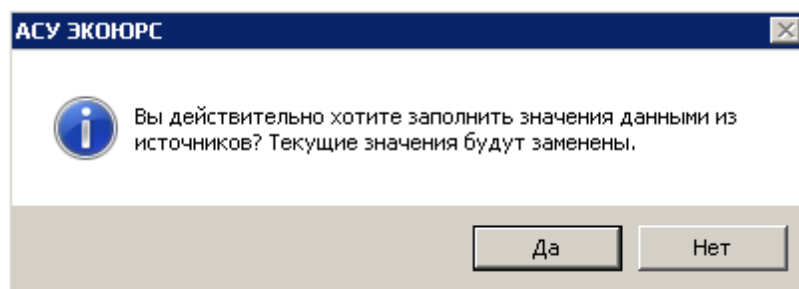 АСУ ЭКОЮРС
Вы действительно хотите заполнить значения данными из
источников? Текущие значения будут заменены.
Да
Нет